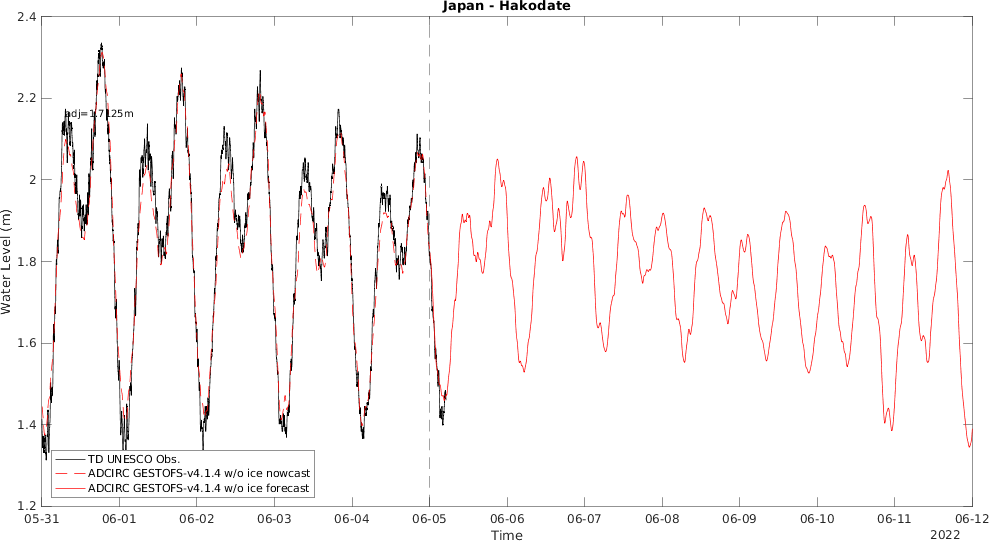 Japan - Hakodate
2.4
2.2
2
1.8
1.6
1.4
1.2
Water Level (m)
adj=1.7125m
TD UNESCO Obs.
ADCIRC GESTOFS-v4.1.4 w/o ice nowcast
ADCIRC GESTOFS-v4.1.4 w/o ice forecast
05-31 06-01 06-02 06-03 06-04 06-05 06-06 06-07 06-08 06-09 06-10 06-11 06-12
Time
2022